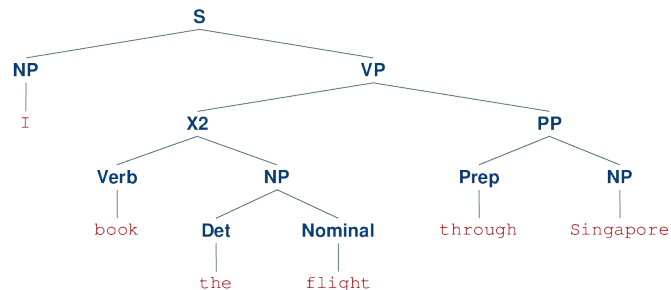 S
NP VP
I X2 PP
Verb NP Prep NP
book Det Nominal through Singapore
the flight